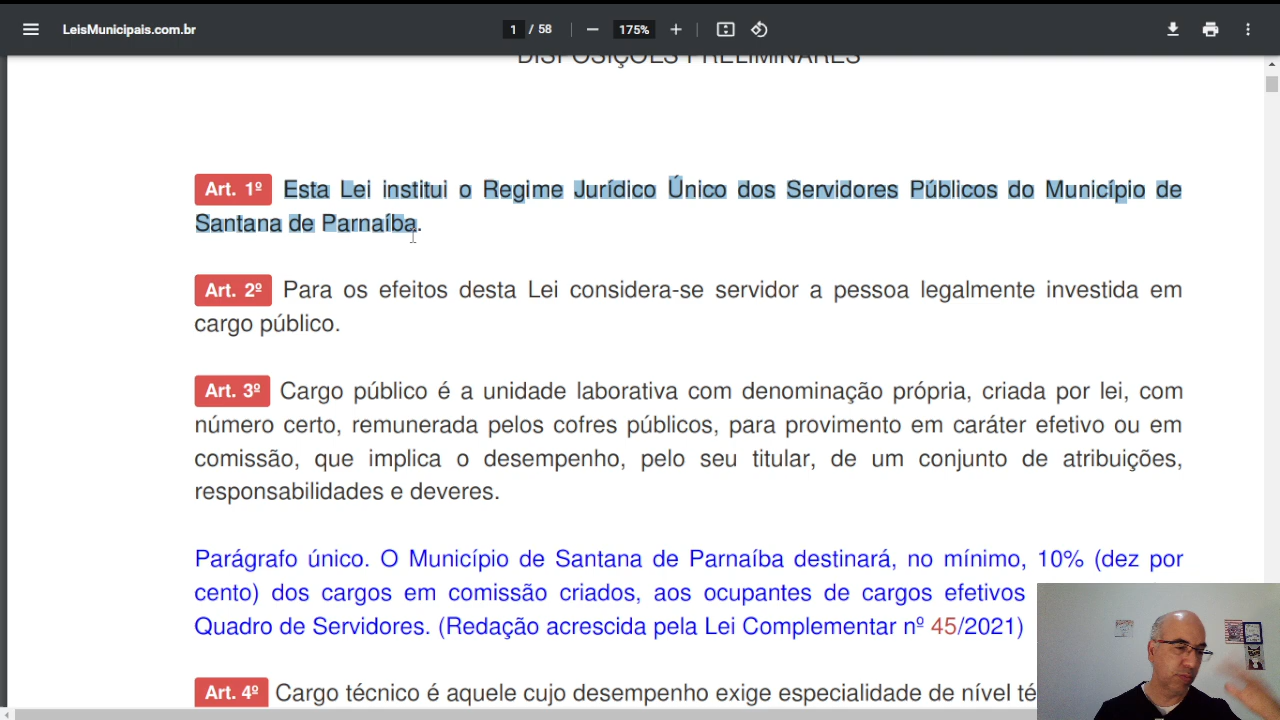 LeisMunicipais.com.br
1 / 58
175%
DISPOSIÇÕES PRELIMINARES
Art. 1º Esta Lei institui o Regime Jurídico Único dos Servidores Públicos do Município de
Santana de Parnaíba.
Art. 2º Para os efeitos desta Lei considera-se servidor a pessoa legalmente investida em
cargo público.
Art. 3º Cargo público é a unidade laborativa com denominação própria, criada por lei, com
número certo, remunerada pelos cofres públicos, para provimento em caráter efetivo ou em
comissão, que implica o desempenho, pelo seu titular, de um conjunto de atribuições,
responsabilidades e deveres.
Parágrafo único. O Município de Santana de Parnaíba destinará, no mínimo, 10% (dez por
cento) dos cargos em comissão criados, aos ocupantes de cargos efetivos
Quadro de Servidores. (Redação acrescida pela Lei Complementar nº 45/2021)
Art. 4º Cargo técnico é aquele cujo desempenho exige especialidade de nível